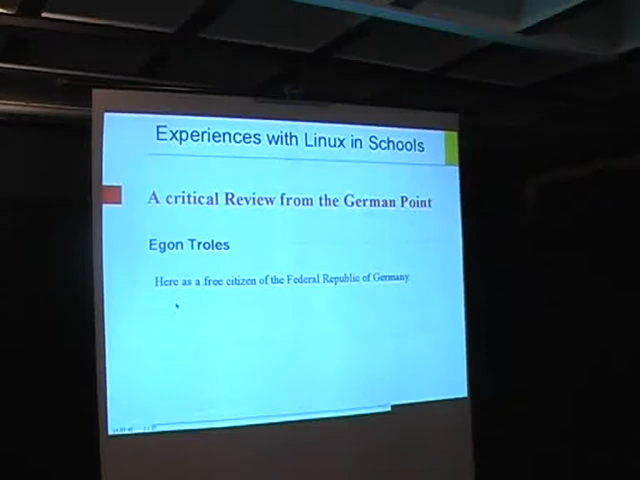 Experiences with Linux in Schools
A critical Review from the German Point
Egon Troles
Here as a free citizen of the Federal Republic of Germany